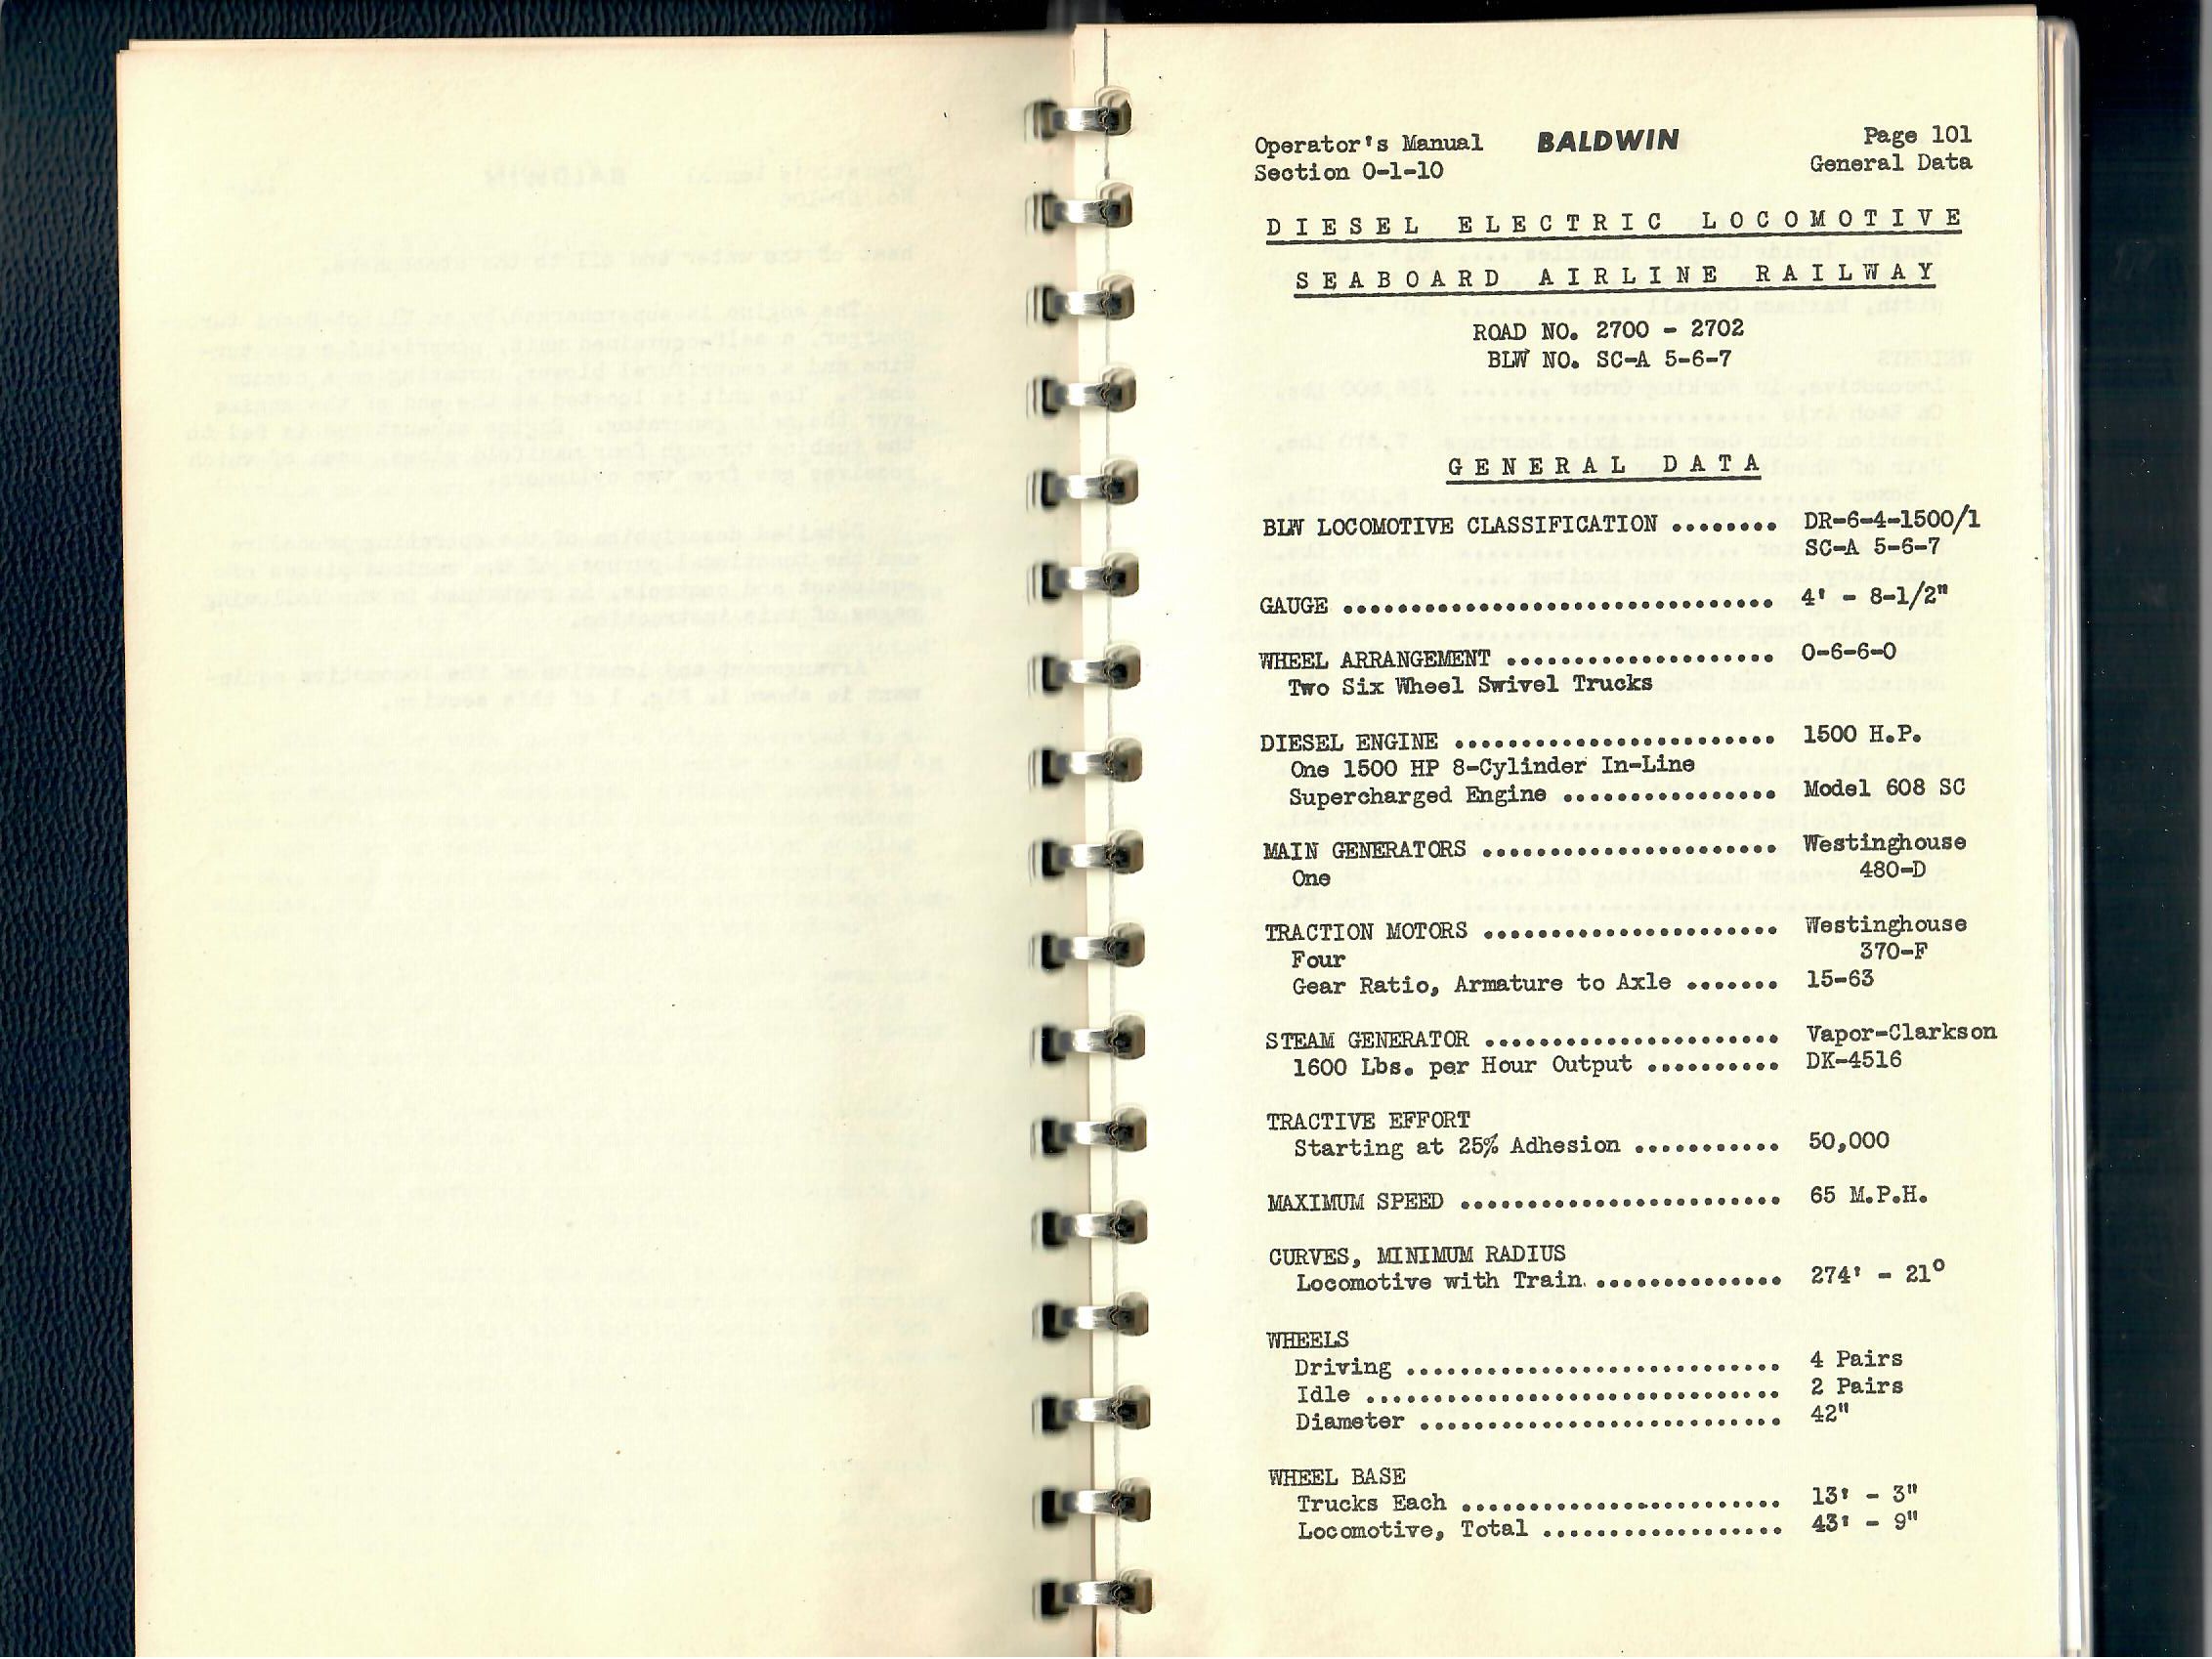 Operator's Manual BALDWIN Page 101
Section 0-1-10 General Data
DIESEL ELECTRIC LOCOMOTIVE
SEABOARD AIRLINE RAILWAY
ROAD NO. 2700 - 2702
BLW NO. SC-A 5-6-7
GENERAL DATA
BLW LOCOMOTIVE CLASSIFICATION ........ DR-6-4-1500/1
SC-A 5-6-7
GAUGE ................................ 4' - 8-1/2"
WHEEL ARRANGEMENT .................... 0-6-6-0
Two Six Wheel Swivel Trucks
DIESEL ENGINE ........................ 1500 H.P.
One 1500 HP 8-Cylinder In-Line
Supercharged Engine ................ Model 608 SC
MAIN GENERATORS ...................... Westinghouse
One 480-D
TRACTION MOTORS ...................... Westinghouse
Four 370-F
Gear Ratio, Armature to Axle ....... 15-63
STEAM GENERATOR ...................... Vapor-Clarkson
1600 Lbs. per Hour Output .......... DK-4516
TRACTIVE EFFORT
Starting at 25% Adhesion ........... 50,000
MAXIMUM SPEED ........................ 65 M.P.H.
CURVES, MINIMUM RADIUS
Locomotive with Train .............. 274' - 21°
WHEELS
Driving ............................ 4 Pairs
Idle ............................... 2 Pairs
Diameter ........................... 42"
WHEEL BASE
Trucks Each ........................ 13' - 3"
Locomotive, Total .................. 43' - 9"